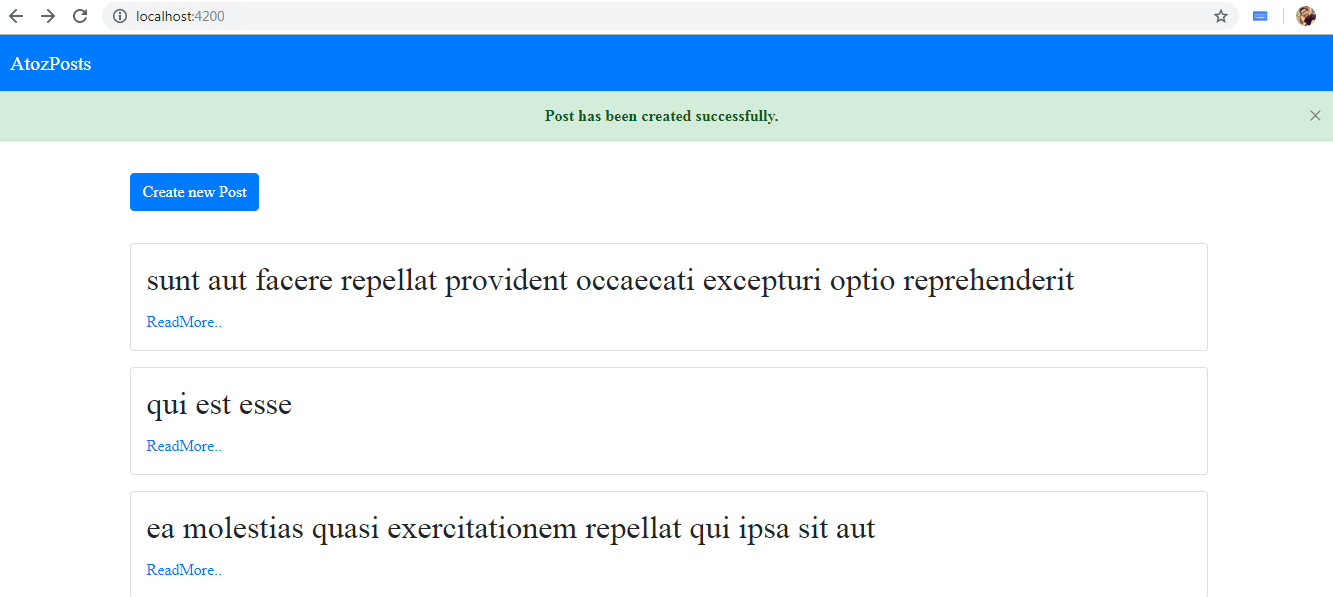 localhost:4200
AtozPosts
Post has been created successfully.
Create new Post
sunt aut facere repellat provident occaecati excepturi optio reprehenderit
ReadMore..
qui est esse
ReadMore..
ea molestias quasi exercitationem repellat qui ipsa sit aut
ReadMore..